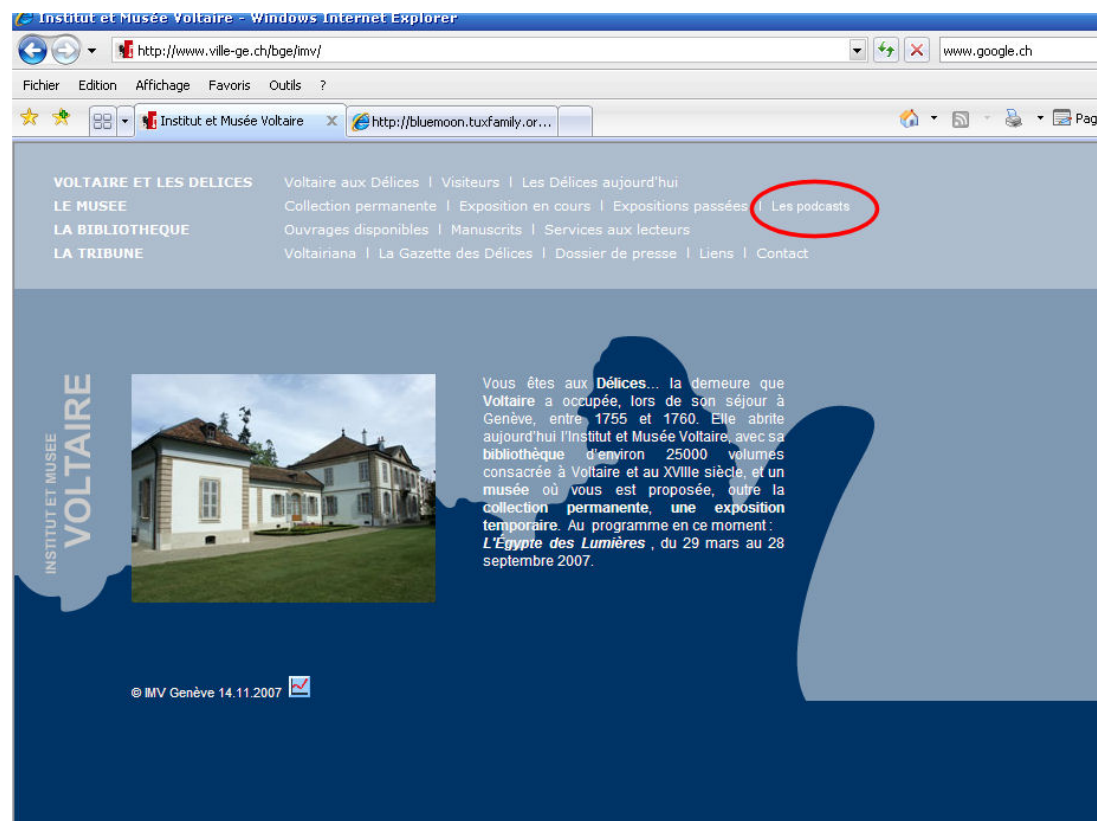 Institut et Musée Voltaire - Windows Internet Explorer
http://www.ville-ge.ch/bge/imv/
www.google.ch
Fichier Edition Affichage Favoris Outils ?
Institut et Musée Voltaire
http://bluemoon.tuxfamily.or...
Pag
VOLTAIRE ET LES DELICES Voltaire aux Délices | Visiteurs | Les Délices aujourd'hui
LE MUSEE Collection permanente | Exposition en cours | Expositions passées | Les podcasts
LA BIBLIOTHEQUE Ouvrages disponibles | Manuscrits | Services aux lecteurs
LA TRIBUNE Voltairiana | La Gazette des Délices | Dossier de presse | Liens | Contact
INSTITUT ET MUSEE
VOLTAIRE
Vous êtes aux Délices... la demeure que
Voltaire a occupée, lors de son séjour à
Genève, entre 1755 et 1760. Elle abrite
aujourd'hui l'Institut et Musée Voltaire, avec sa
bibliothèque d'environ 25000 volumes
consacrée à Voltaire et au XVIIIe siècle, et un
musée où vous est proposée, outre la
collection permanente, une exposition
temporaire. Au programme en ce moment :
L'Égypte des Lumières , du 29 mars au 28
septembre 2007.
© IMV Genève 14.11.2007